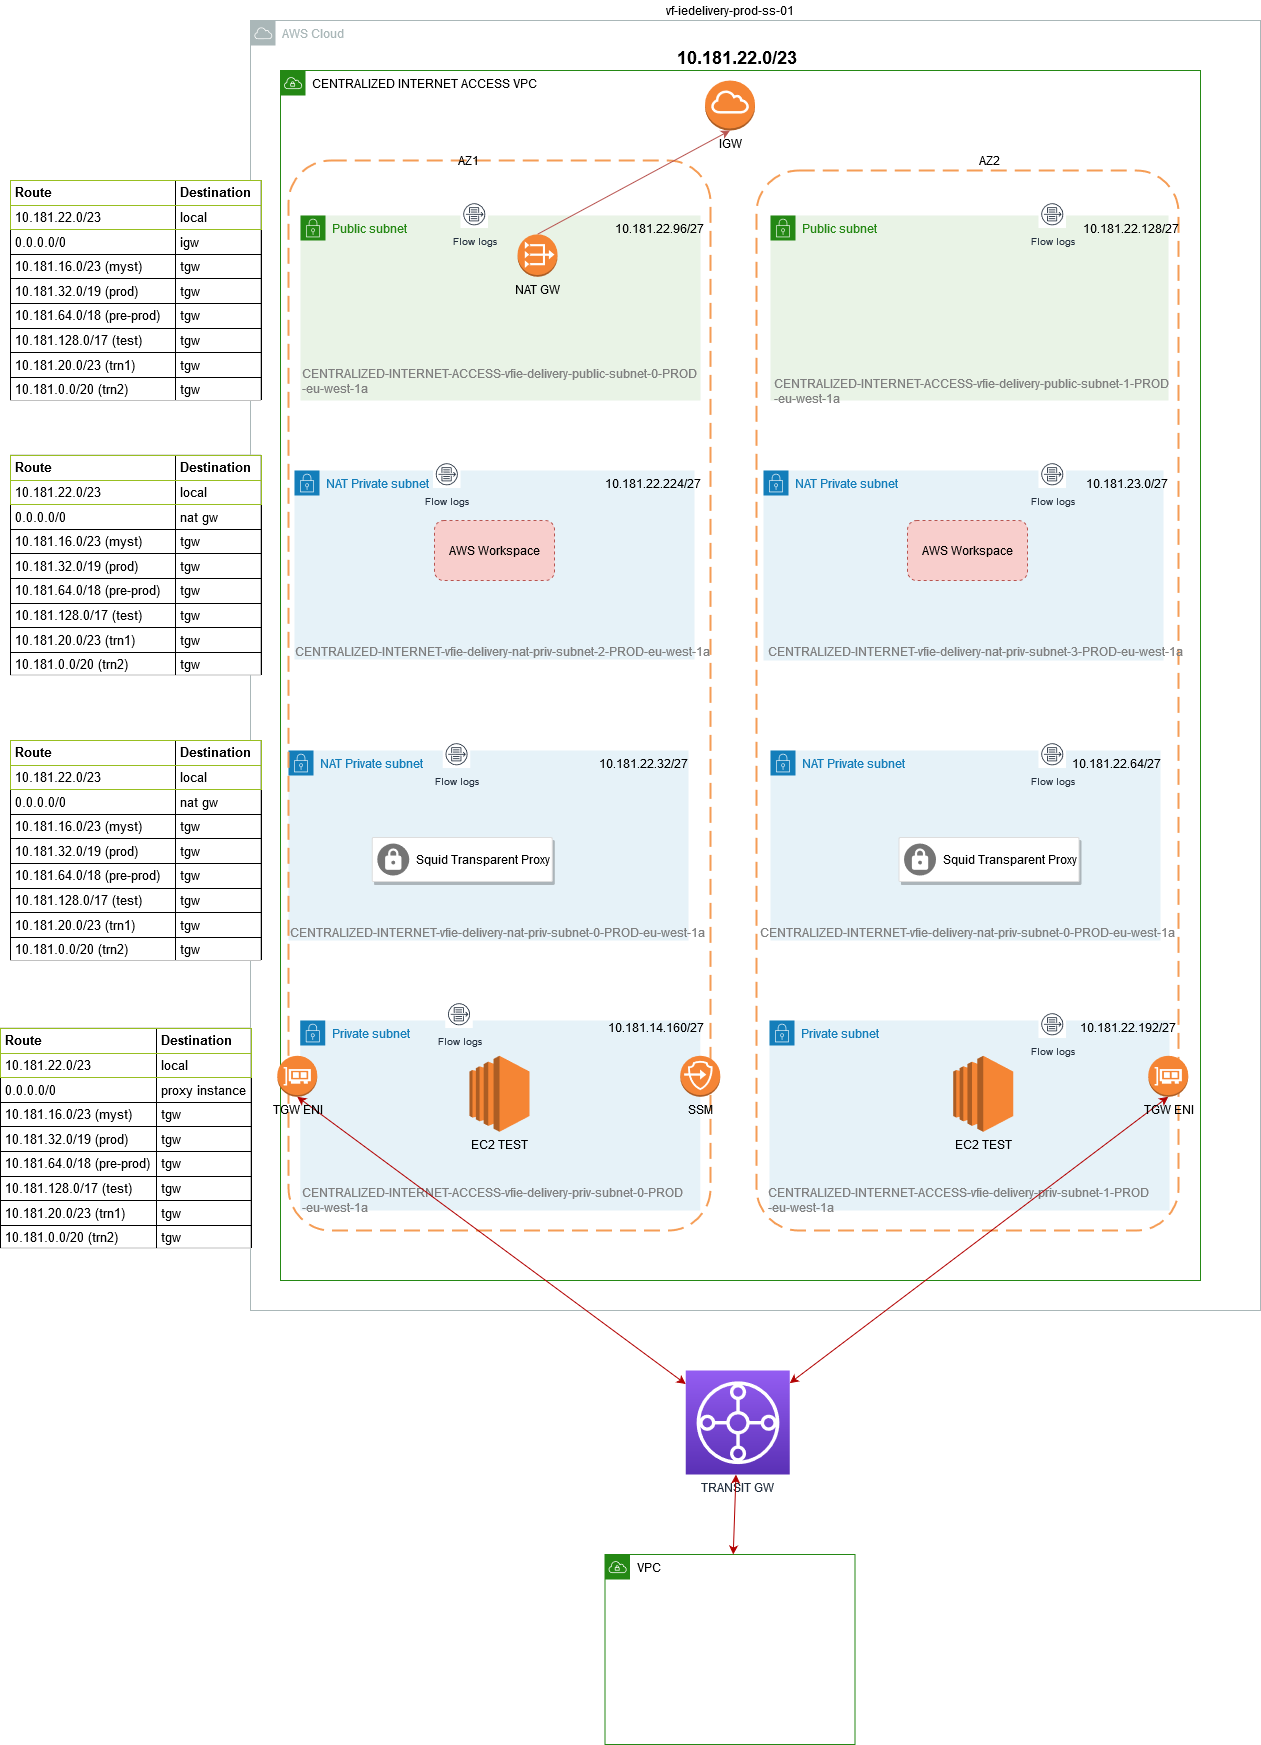 vf-iedelivery-prod-ss-01
AWS Cloud
10.181.22.0/23
CENTRALIZED INTERNET ACCESS VPC
IGW
AZ1
AZ2
Route Destination
10.181.22.0/23 local
0.0.0.0/0 igw
10.181.16.0/23 (myst) tgw
10.181.32.0/19 (prod) tgw
10.181.64.0/18 (pre-prod) tgw
10.181.128.0/17 (test) tgw
10.181.20.0/23 (trn1) tgw
10.181.0.0/20 (trn2) tgw
Public subnet
Flow logs
10.181.22.96/27
NAT GW
CENTRALIZED-INTERNET-ACCESS-vfie-delivery-public-subnet-0-PROD
-eu-west-1a
Public subnet
Flow logs
10.181.22.128/27
CENTRALIZED-INTERNET-ACCESS-vfie-delivery-public-subnet-1-PROD
-eu-west-1a
Route Destination
10.181.22.0/23 local
0.0.0.0/0 nat gw
10.181.16.0/23 (myst) tgw
10.181.32.0/19 (prod) tgw
10.181.64.0/18 (pre-prod) tgw
10.181.128.0/17 (test) tgw
10.181.20.0/23 (trn1) tgw
10.181.0.0/20 (trn2) tgw
NAT Private subnet
Flow logs
10.181.22.224/27
AWS Workspace
CENTRALIZED-INTERNET-vfie-delivery-nat-priv-subnet-2-PROD-eu-west-1a
NAT Private subnet
Flow logs
10.181.23.0/27
AWS Workspace
CENTRALIZED-INTERNET-vfie-delivery-nat-priv-subnet-3-PROD-eu-west-1a
Route Destination
10.181.22.0/23 local
0.0.0.0/0 nat gw
10.181.16.0/23 (myst) tgw
10.181.32.0/19 (prod) tgw
10.181.64.0/18 (pre-prod) tgw
10.181.128.0/17 (test) tgw
10.181.20.0/23 (trn1) tgw
10.181.0.0/20 (trn2) tgw
NAT Private subnet
Flow logs
10.181.22.32/27
Squid Transparent Proxy
CENTRALIZED-INTERNET-vfie-delivery-nat-priv-subnet-0-PROD-eu-west-1a
NAT Private subnet
Flow logs
10.181.22.64/27
Squid Transparent Proxy
CENTRALIZED-INTERNET-vfie-delivery-nat-priv-subnet-0-PROD-eu-west-1a
Route Destination
10.181.22.0/23 local
0.0.0.0/0 proxy instance
10.181.16.0/23 (myst) tgw
10.181.32.0/19 (prod) tgw
10.181.64.0/18 (pre-prod) tgw
10.181.128.0/17 (test) tgw
10.181.20.0/23 (trn1) tgw
10.181.0.0/20 (trn2) tgw
Private subnet
Flow logs
10.181.14.160/27
TGW ENI
EC2 TEST
SSM
CENTRALIZED-INTERNET-ACCESS-vfie-delivery-priv-subnet-0-PROD
-eu-west-1a
Private subnet
Flow logs
10.181.22.192/27
EC2 TEST
TGW ENI
CENTRALIZED-INTERNET-ACCESS-vfie-delivery-priv-subnet-1-PROD
-eu-west-1a
TRANSIT GW
VPC